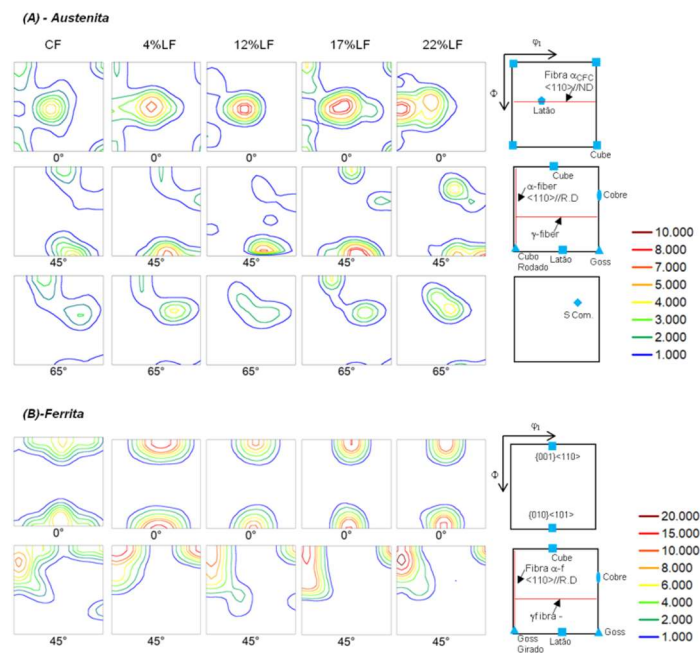 (A) - Austenita
CF 4%LF 12%LF 17%LF 22%LF
φ1
Φ
Fibra αCFC
<110>//ND
Latão
Cube
0° 0° 0° 0° 0°
Cube
α-fiber
<110>//R.D
Cobre
γ-fiber
Cubo
Rodado
Latão
Goss
45° 45° 45° 45° 45°
S Com.
65° 65° 65° 65° 65°
10.000
8.000
7.000
5.000
4.000
3.000
2.000
1.000
(B)-Ferrita
φ1
Φ
{001}<110>
{010}<101>
0° 0° 0° 0° 0°
Cube
Fibra α-f
<110>//R.D
Cobre
γfibra -
Goss
Girado
Latão
Goss
45° 45° 45° 45° 45°
20.000
15.000
10.000
8.000
6.000
4.000
2.000
1.000